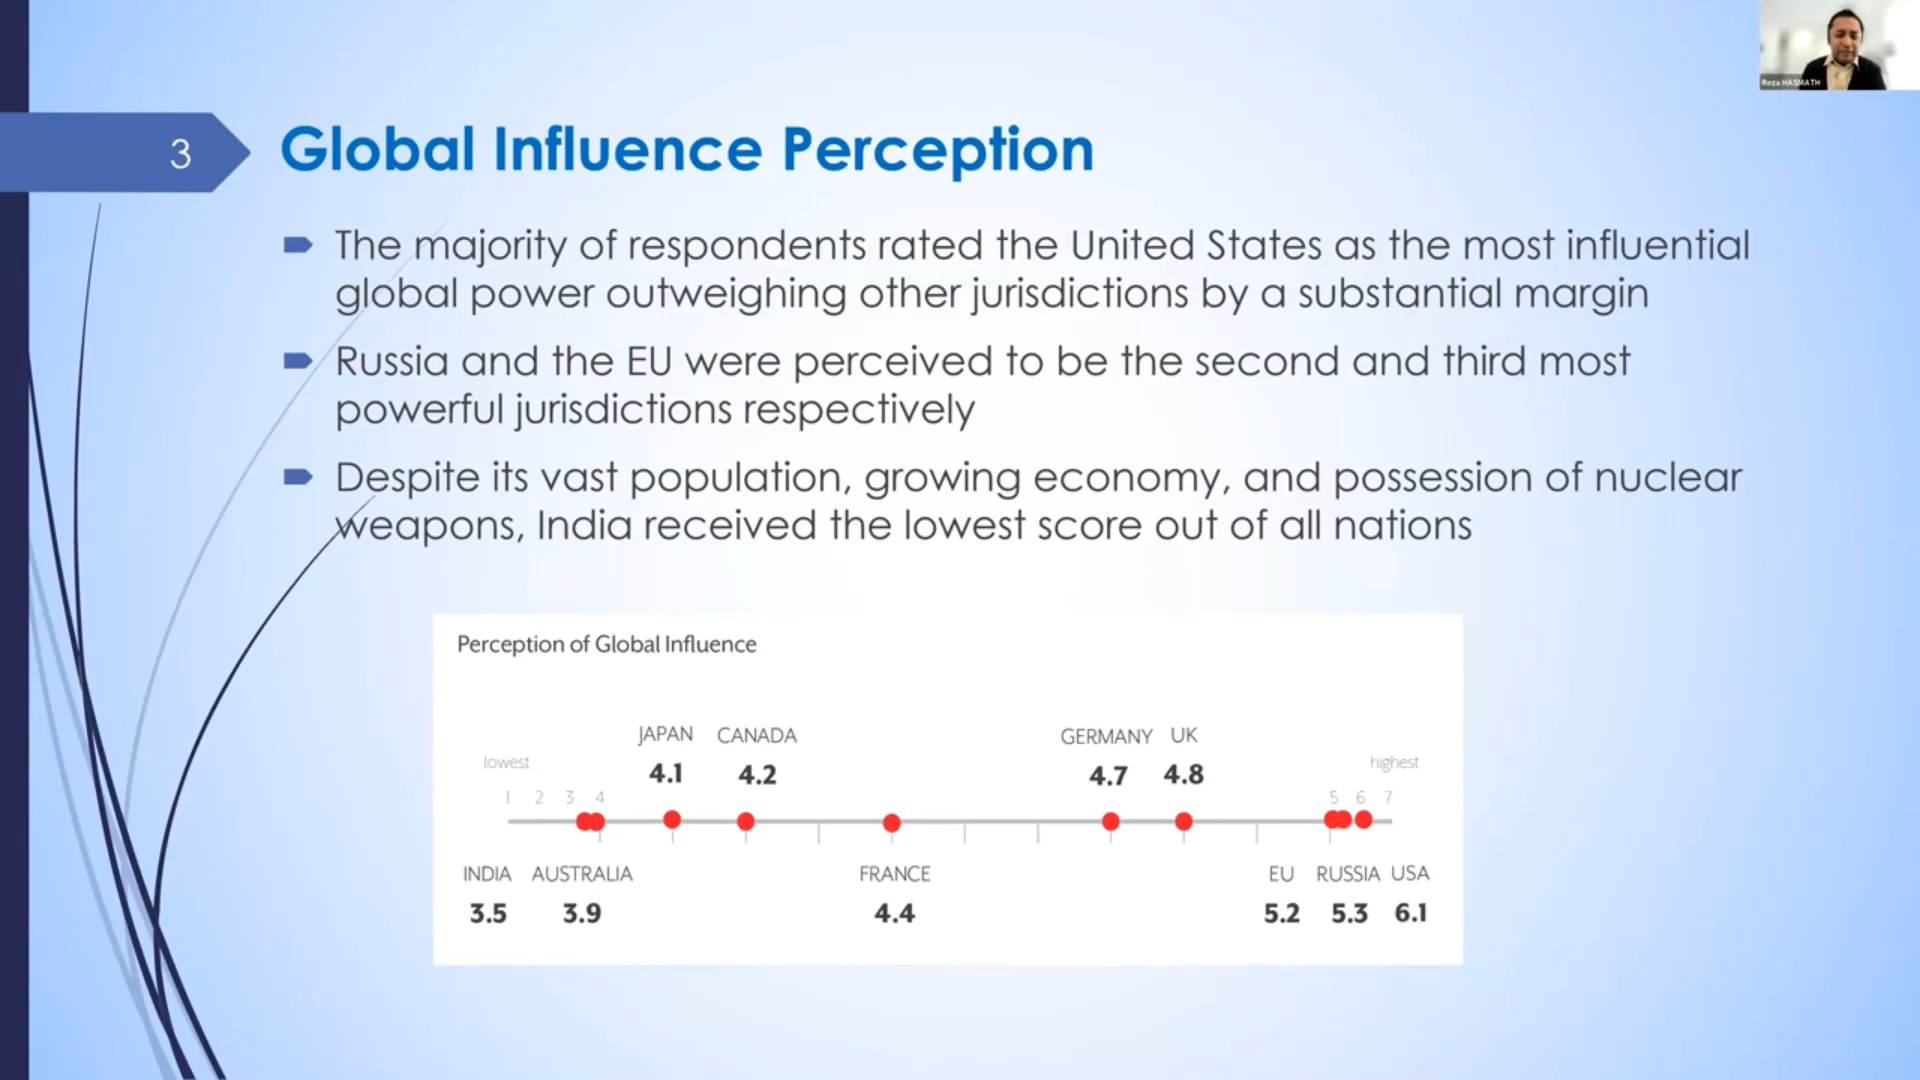 Reza HASMATH
3
Global Influence Perception
The majority of respondents rated the United States as the most influential
global power outweighing other jurisdictions by a substantial margin
Russia and the EU were perceived to be the second and third most
powerful jurisdictions respectively
Despite its vast population, growing economy, and possession of nuclear
weapons, India received the lowest score out of all nations
Perception of Global Influence
JAPAN CANADA GERMANY UK
lowest highest
4.1 4.2 4.7 4.8
1 2 3 4 5 6 7
INDIA AUSTRALIA FRANCE EU RUSSIA USA
3.5 3.9 4.4 5.2 5.3 6.1